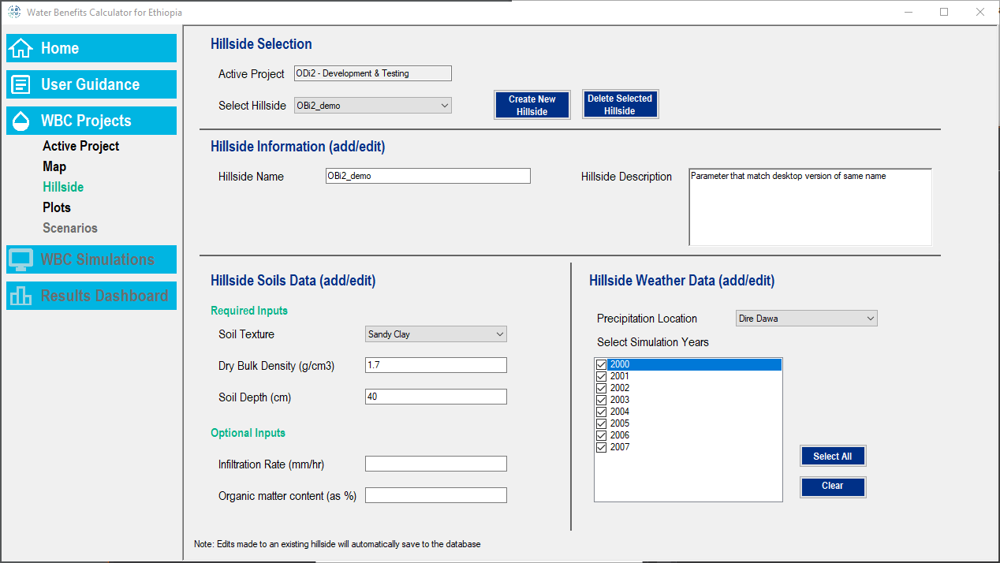 Water Benefits Calculator for Ethiopia
Home
User Guidance
WBC Projects
Active Project
Map
Hillside
Plots
Scenarios
WBC Simulations
Results Dashboard
Hillside Selection
Active Project ODi2 - Development & Testing
Select Hillside OBi2_demo
Create New
Hillside
Delete Selected
Hillside
Hillside Information (add/edit)
Hillside Name OBi2_demo
Hillside Description Parameter that match desktop version of same name
Hillside Soils Data (add/edit)
Required Inputs
Soil Texture Sandy Clay
Dry Bulk Density (g/cm3) 1.7
Soil Depth (cm) 40
Optional Inputs
Infiltration Rate (mm/hr)
Organic matter content (as %)
Hillside Weather Data (add/edit)
Precipitation Location Dire Dawa
Select Simulation Years
2000
2001
2002
2003
2004
2005
2006
2007
Select All
Clear
Note: Edits made to an existing hillside will automatically save to the database